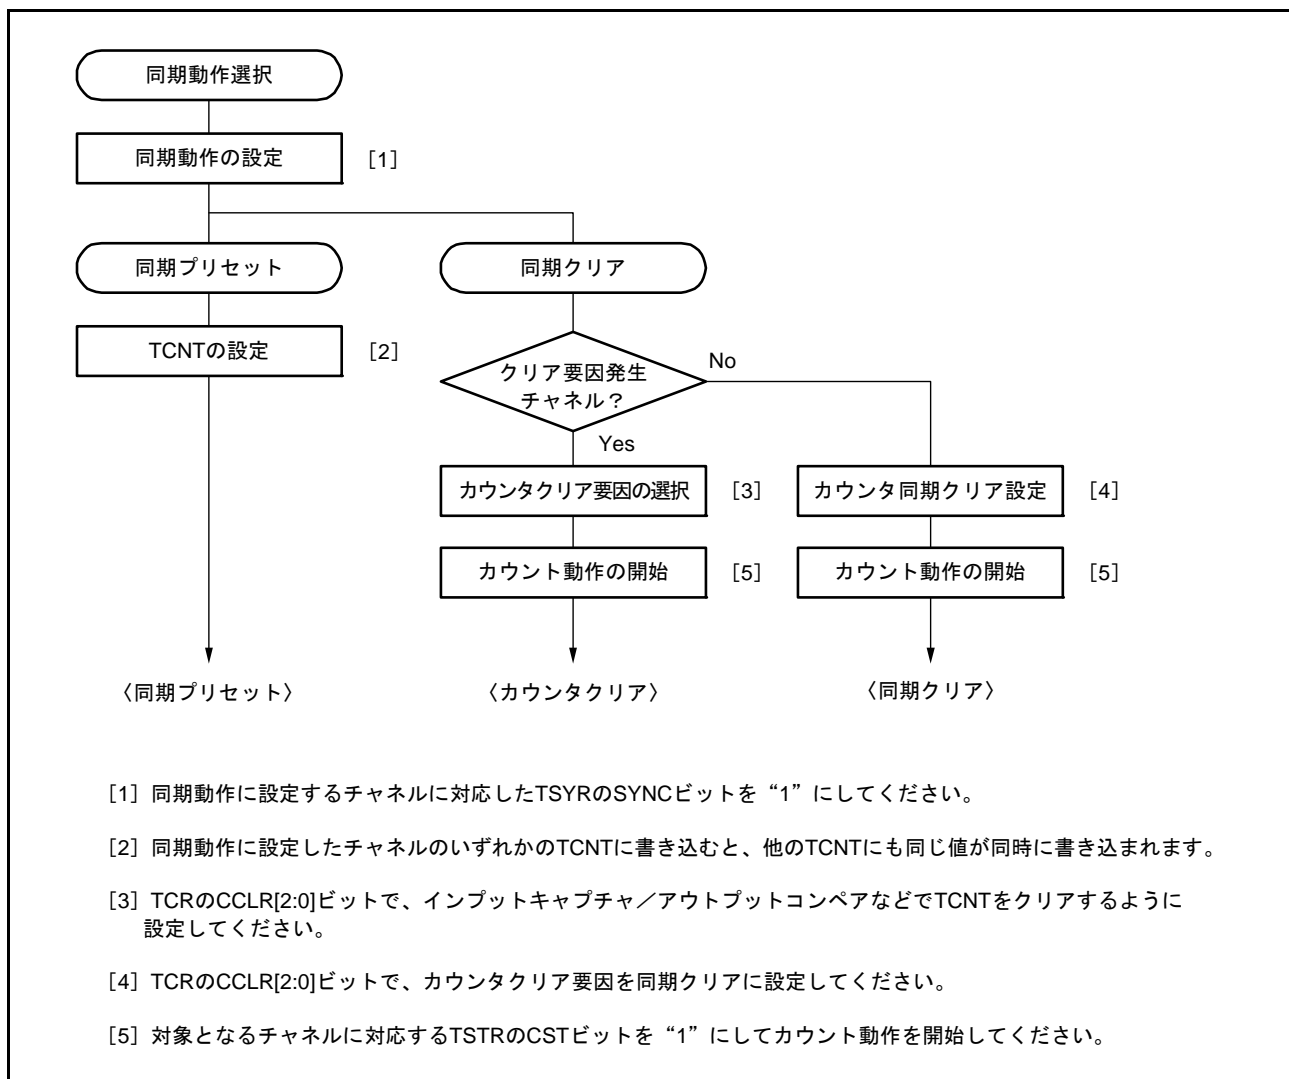 同期動作選択
同期動作の設定 [1]
同期プリセット 同期クリア
TCNTの設定 [2]
クリア要因発生
チャネル？
No
Yes
カウンタクリア要因の選択 [3] カウンタ同期クリア設定 [4]
カウント動作の開始 [5] カウント動作の開始 [5]
〈同期プリセット〉 〈カウンタクリア〉 〈同期クリア〉
[1] 同期動作に設定するチャネルに対応したTSYRのSYNCビットを“1”にしてください。
[2] 同期動作に設定したチャネルのいずれかのTCNTに書き込むと、他のTCNTにも同じ値が同時に書き込まれます。
[3] TCRのCCLR[2:0]ビットで、インプットキャプチャ／アウトプットコンペアなどでTCNTをクリアするように
設定してください。
[4] TCRのCCLR[2:0]ビットで、カウンタクリア要因を同期クリアに設定してください。
[5] 対象となるチャネルに対応するTSTRのCSTビットを“1”にしてカウント動作を開始してください。